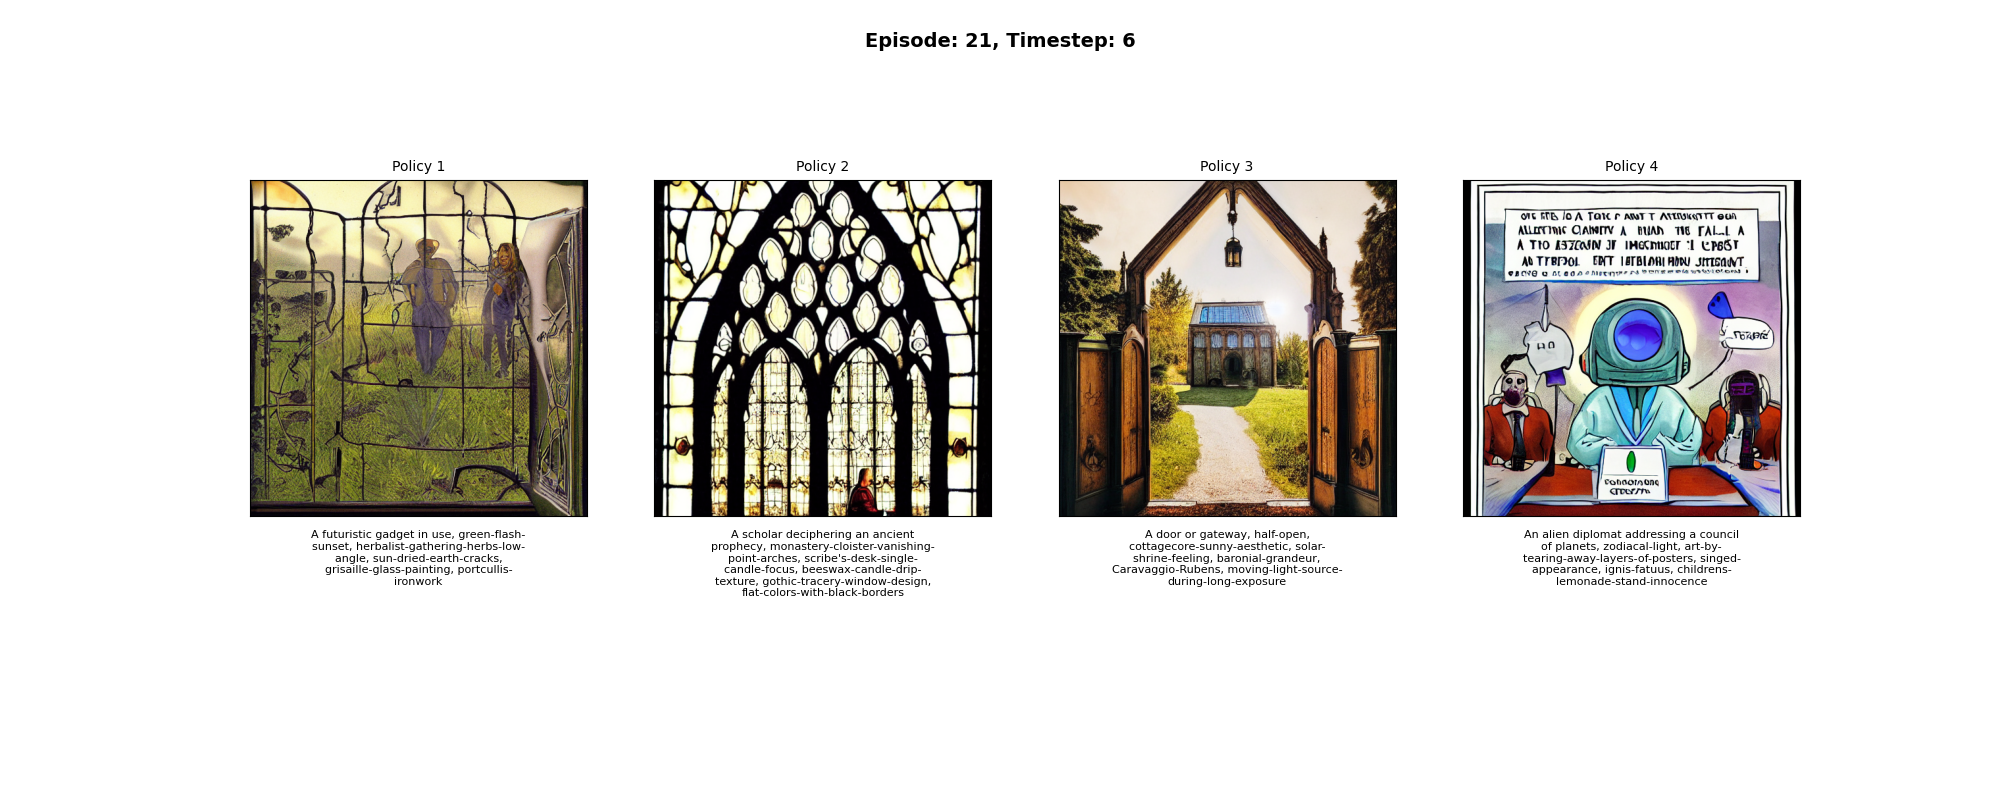 Episode: 21, Timestep: 6
Policy 1
Policy 2
Policy 3
Policy 4
A futuristic gadget in use, green-flash-
sunset, herbalist-gathering-herbs-low-
angle, sun-dried-earth-cracks,
grisaille-glass-painting, portcullis-
ironwork
A scholar deciphering an ancient
prophecy, monastery-cloister-vanishing-
point-arches, scribe's-desk-single-
candle-focus, beeswax-candle-drip-
texture, gothic-tracery-window-design,
flat-colors-with-black-borders
A door or gateway, half-open,
cottagecore-sunny-aesthetic, solar-
shrine-feeling, baronial-grandeur,
Caravaggio-Rubens, moving-light-source-
during-long-exposure
An alien diplomat addressing a council
of planets, zodiacal-light, art-by-
tearing-away-layers-of-posters, singed-
appearance, ignis-fatuus, childrens-
lemonade-stand-innocence